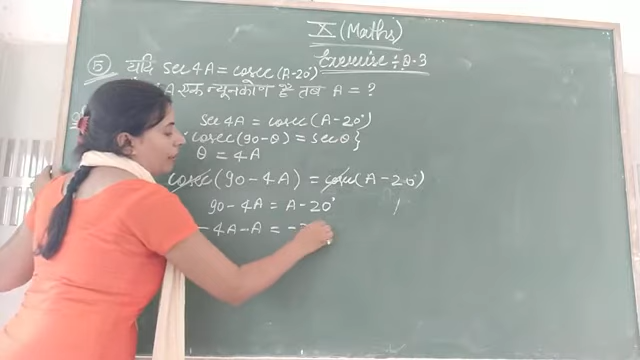 X (Maths)
Exercise ÷ 8.3
⑤ यदि sec 4A = cosec (A-20°)
A एक न्यूनकोण है तब A = ?
sec 4A = cosec (A-20°)
cosec (90-θ) = sec θ}
θ = 4A
cosec (90-4A) = cosec (A-20°)
90-4A = A-20°
-4A-A = -